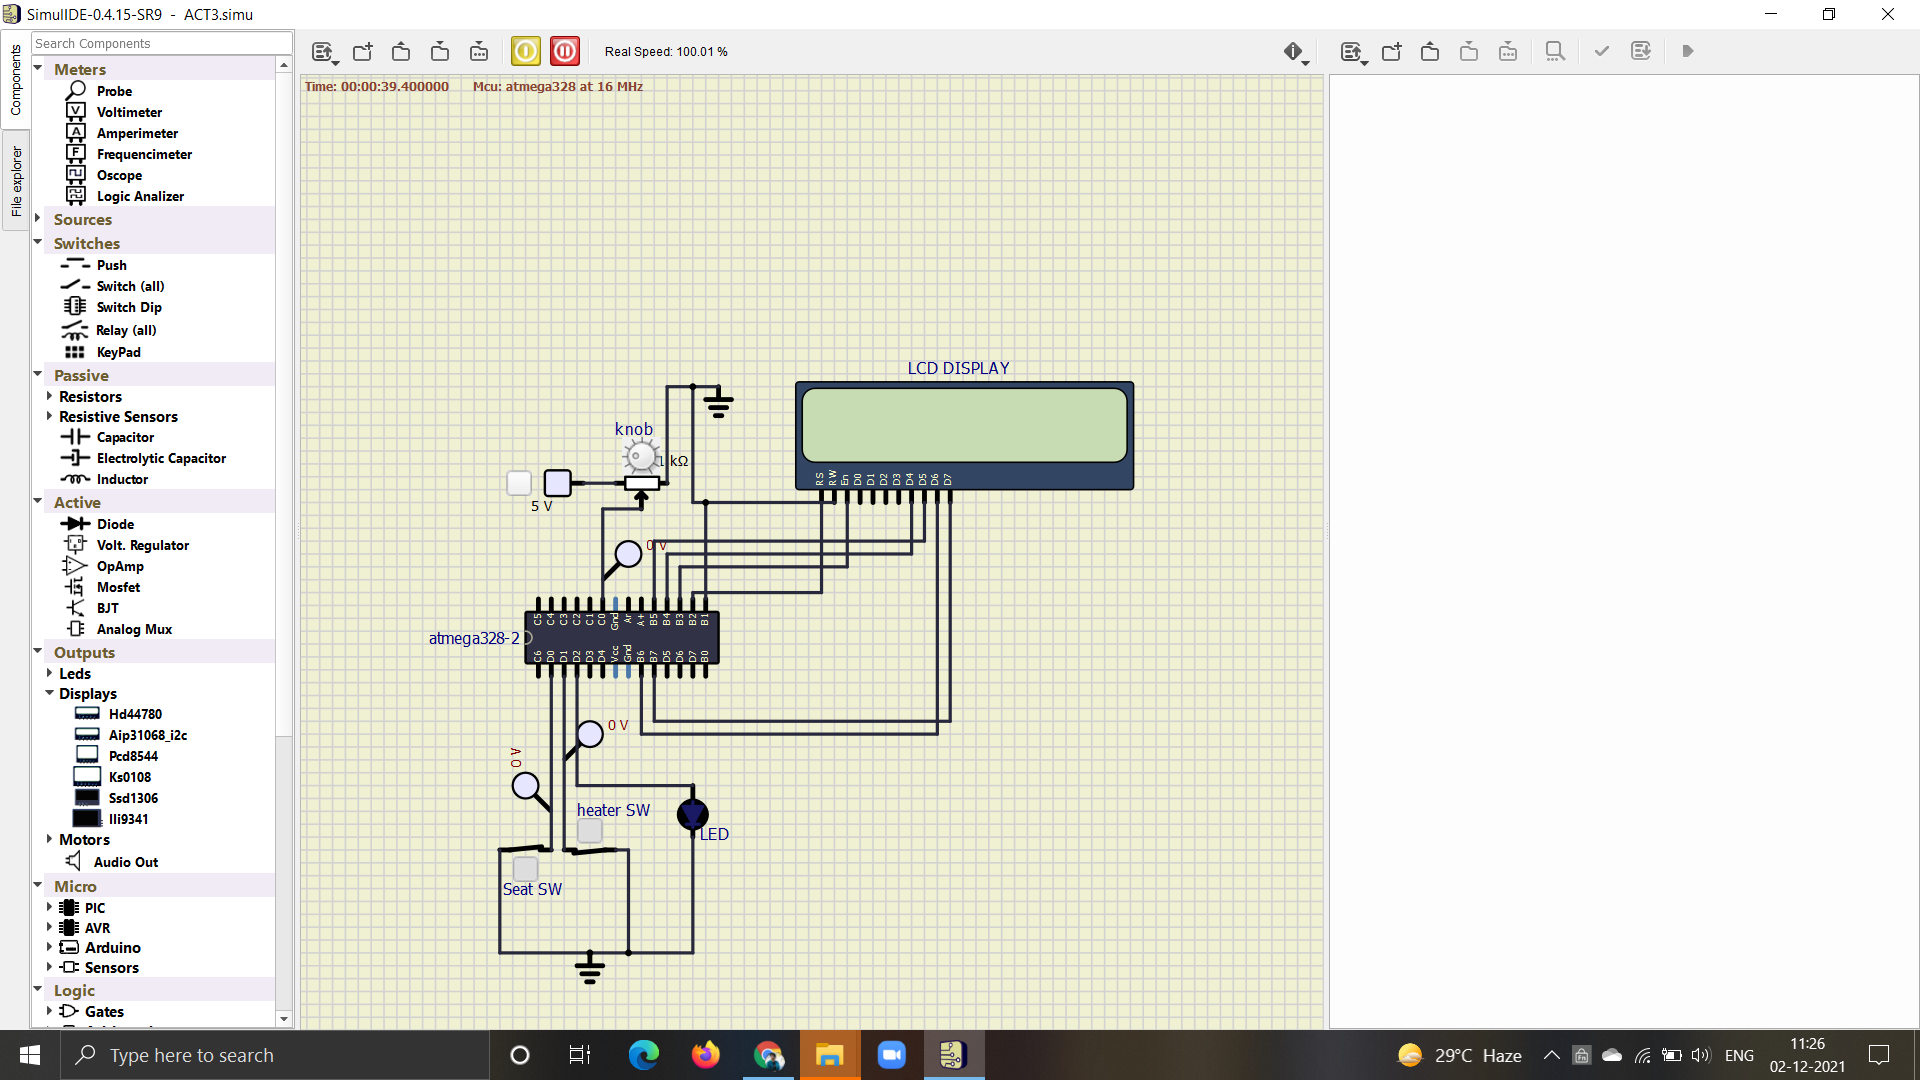 SimulIDE-0.4.15-SR9 - ACT3.simu
Components
File explorer
Search Components
Meters
Probe
Voltimeter
Amperimeter
Frequencimeter
Oscope
Logic Analizer
Sources
Switches
Push
Switch (all)
Switch Dip
Relay (all)
KeyPad
Passive
Resistors
Resistive Sensors
Capacitor
Electrolytic Capacitor
Inductor
Active
Diode
Volt. Regulator
OpAmp
Mosfet
BJT
Analog Mux
Outputs
Leds
Displays
Hd44780
Aip31068_i2c
Pcd8544
Ks0108
Ssd1306
Ili9341
Motors
Audio Out
Micro
PIC
AVR
Arduino
Sensors
Logic
Gates
Real Speed: 100.01 %
Time: 00:00:39.400000 Mcu: atmega328 at 16 MHz
LCD DISPLAY
RS RW En D0 D1 D2 D3 D4 D5 D6 D7
knob
1 kΩ
5 V
0 V
C5 C4 C3 C2 C1 C0 Gnd Ar A+ B5 B4 B3 B2 B1
atmega328-2
C6 D0 D1 D2 D3 D4 Vcc Gnd B6 B7 D5 D6 D7 B0
0 V
0 V
heater SW
LED
Seat SW
Type here to search
29°C Haze
ENG
11:26
02-12-2021